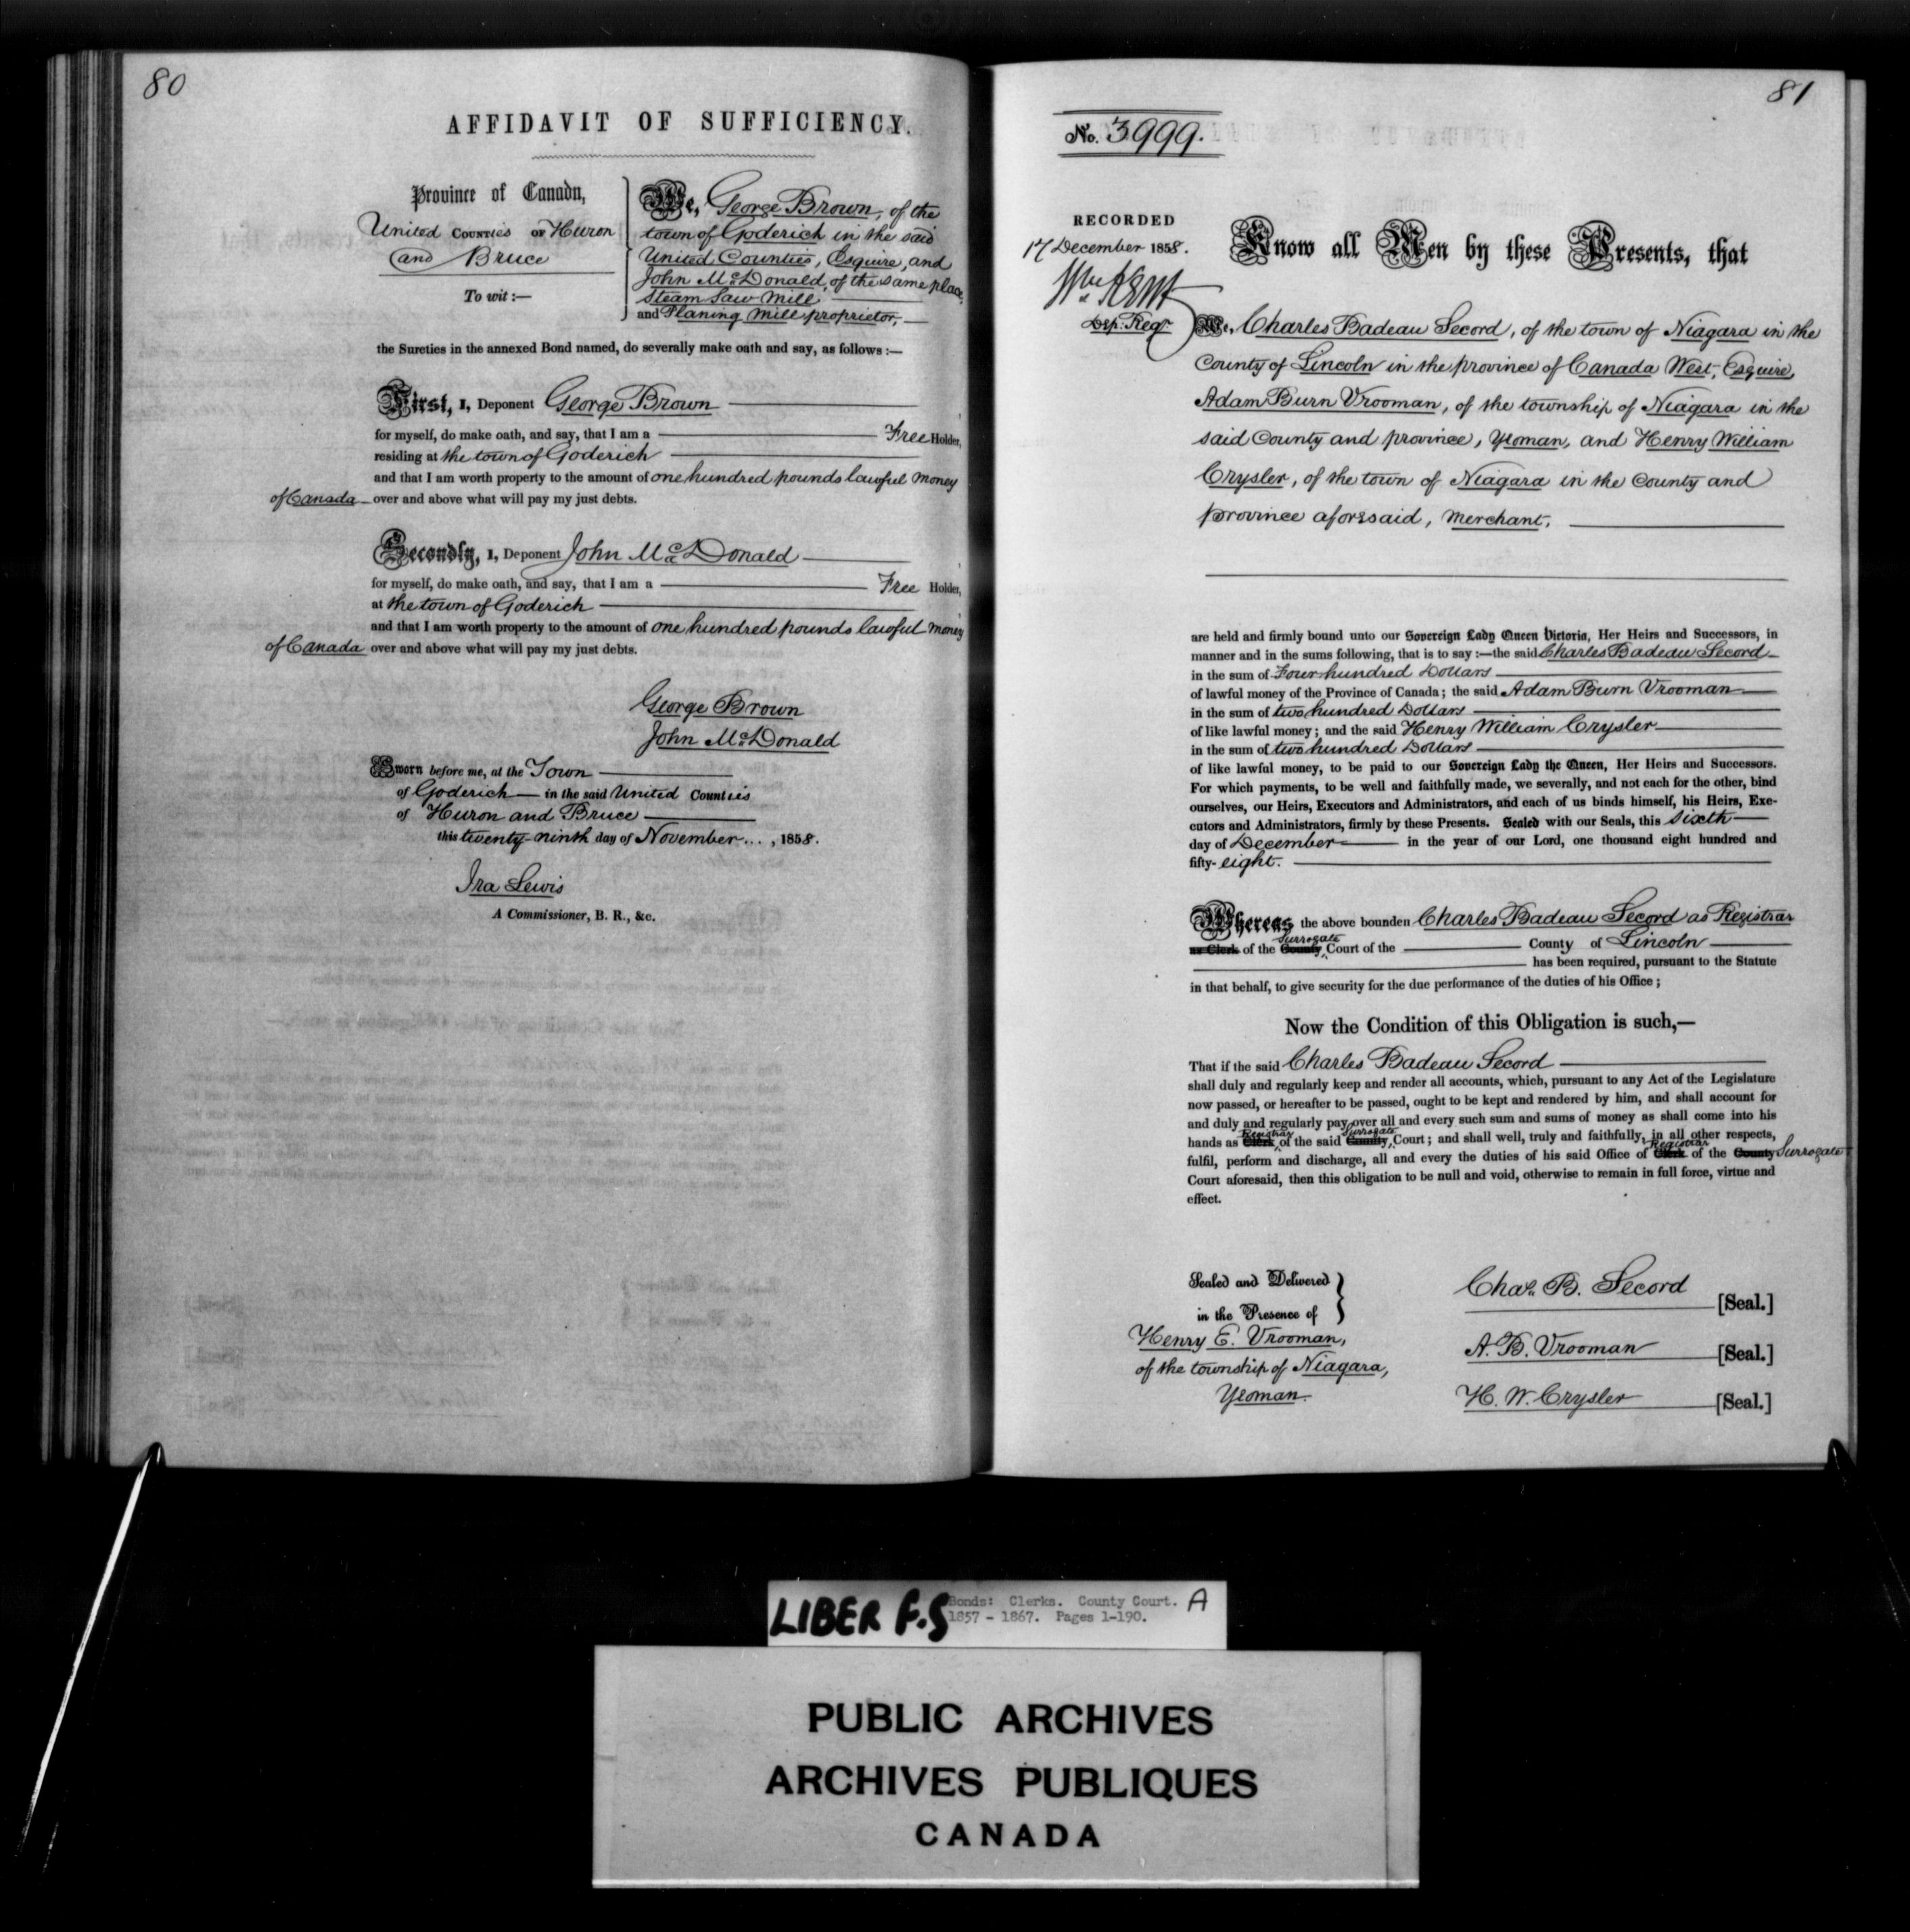 80
AFFIDAVIT OF SUFFICIENCY.
Province of Canada,
United Counties of Huron
and Bruce
To wit :—
We, George Brown, of the
town of Goderich in the said
United Counties, Esquire, and
John McDonald, of the same place,
Steam Saw Mill
and Planing Mill proprietor,
the Sureties in the annexed Bond named, do severally make oath and say, as follows :—
First, I, Deponent George Brown
for myself, do make oath, and say, that I am a Free Holder,
residing at the town of Goderich
and that I am worth property to the amount of one hundred pounds lawful money
of Canada over and above what will pay my just debts.
Secondly, I, Deponent John McDonald
for myself, do make oath, and say, that I am a Free Holder,
at the town of Goderich
and that I am worth property to the amount of one hundred pounds lawful money
of Canada over and above what will pay my just debts.
George Brown
John McDonald
Sworn before me, at the Town
of Goderich in the said United Counties
of Huron and Bruce
this twenty-ninth day of November..., 1858.
Ira Lewis
A Commissioner, B. R., &c.
81
No. 3999.
RECORDED
17 December 1858.
Wm Kent
Dep. Regr
Know all Men by these Presents, that
We, Charles Badeau Secord, of the town of Niagara in the
County of Lincoln in the province of Canada West, Esquire,
Adam Burn Vrooman, of the township of Niagara in the
said County and province, Yeoman, and Henry William
Crysler, of the town of Niagara in the County and
province aforesaid, Merchant,
are held and firmly bound unto our Sovereign Lady Queen Victoria, Her Heirs and Successors, in
manner and in the sums following, that is to say :—the said Charles Badeau Secord
in the sum of Four hundred Dollars
of lawful money of the Province of Canada; the said Adam Burn Vrooman
in the sum of two hundred Dollars
of like lawful money; and the said Henry William Crysler
in the sum of two hundred Dollars
of like lawful money, to be paid to our Sovereign Lady the Queen, Her Heirs and Successors.
For which payments, to be well and faithfully made, we severally, and not each for the other, bind
ourselves, our Heirs, Executors and Administrators, and each of us binds himself, his Heirs, Exe-
cutors and Administrators, firmly by these Presents. Sealed with our Seals, this sixth
day of December in the year of our Lord, one thousand eight hundred and
fifty-eight.
Whereas the above bounden Charles Badeau Secord as Registrar
as Clerk of the County Surrogate Court of the County of Lincoln
has been required, pursuant to the Statute
in that behalf, to give security for the due performance of the duties of his Office ;
Now the Condition of this Obligation is such,—
That if the said Charles Badeau Secord
shall duly and regularly keep and render all accounts, which, pursuant to any Act of the Legislature
now passed, or hereafter to be passed, ought to be kept and rendered by him, and shall account for
and duly and regularly pay over all and every such sum and sums of money as shall come into his
hands as Clerk Registrar of the said County Surrogate Court ; and shall well, truly and faithfully, in all other respects,
fulfil, perform and discharge, all and every the duties of his said Office of Clerk Registrar of the County Surrogate
Court aforesaid, then this obligation to be null and void, otherwise to remain in full force, virtue and
effect.
Sealed and Delivered
in the Presence of
Henry E. Vrooman,
of the township of Niagara,
Yeoman.
Chas. B. Secord [Seal.]
A. B. Vrooman [Seal.]
H. W. Crysler [Seal.]
LIBER F.S
Bonds: Clerks. County Court. A
1857 - 1867. Pages 1-190.
PUBLIC ARCHIVES
ARCHIVES PUBLIQUES
CANADA